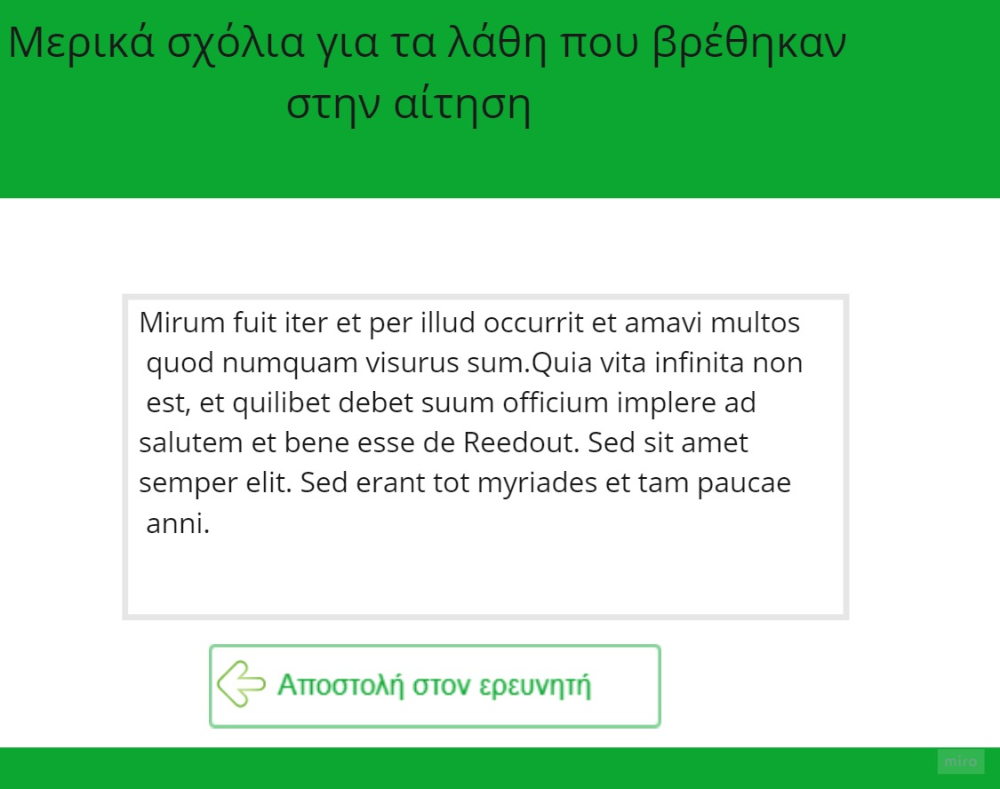 Μερικά σχόλια για τα λάθη που βρέθηκαν
στην αίτηση
Mirum fuit iter et per illud occurrit et amavi multos
quod numquam visurus sum.Quia vita infinita non
est, et quilibet debet suum officium implere ad
salutem et bene esse de Reedout. Sed sit amet
semper elit. Sed erant tot myriades et tam paucae
anni.
Αποστολή στον ερευνητή
miro